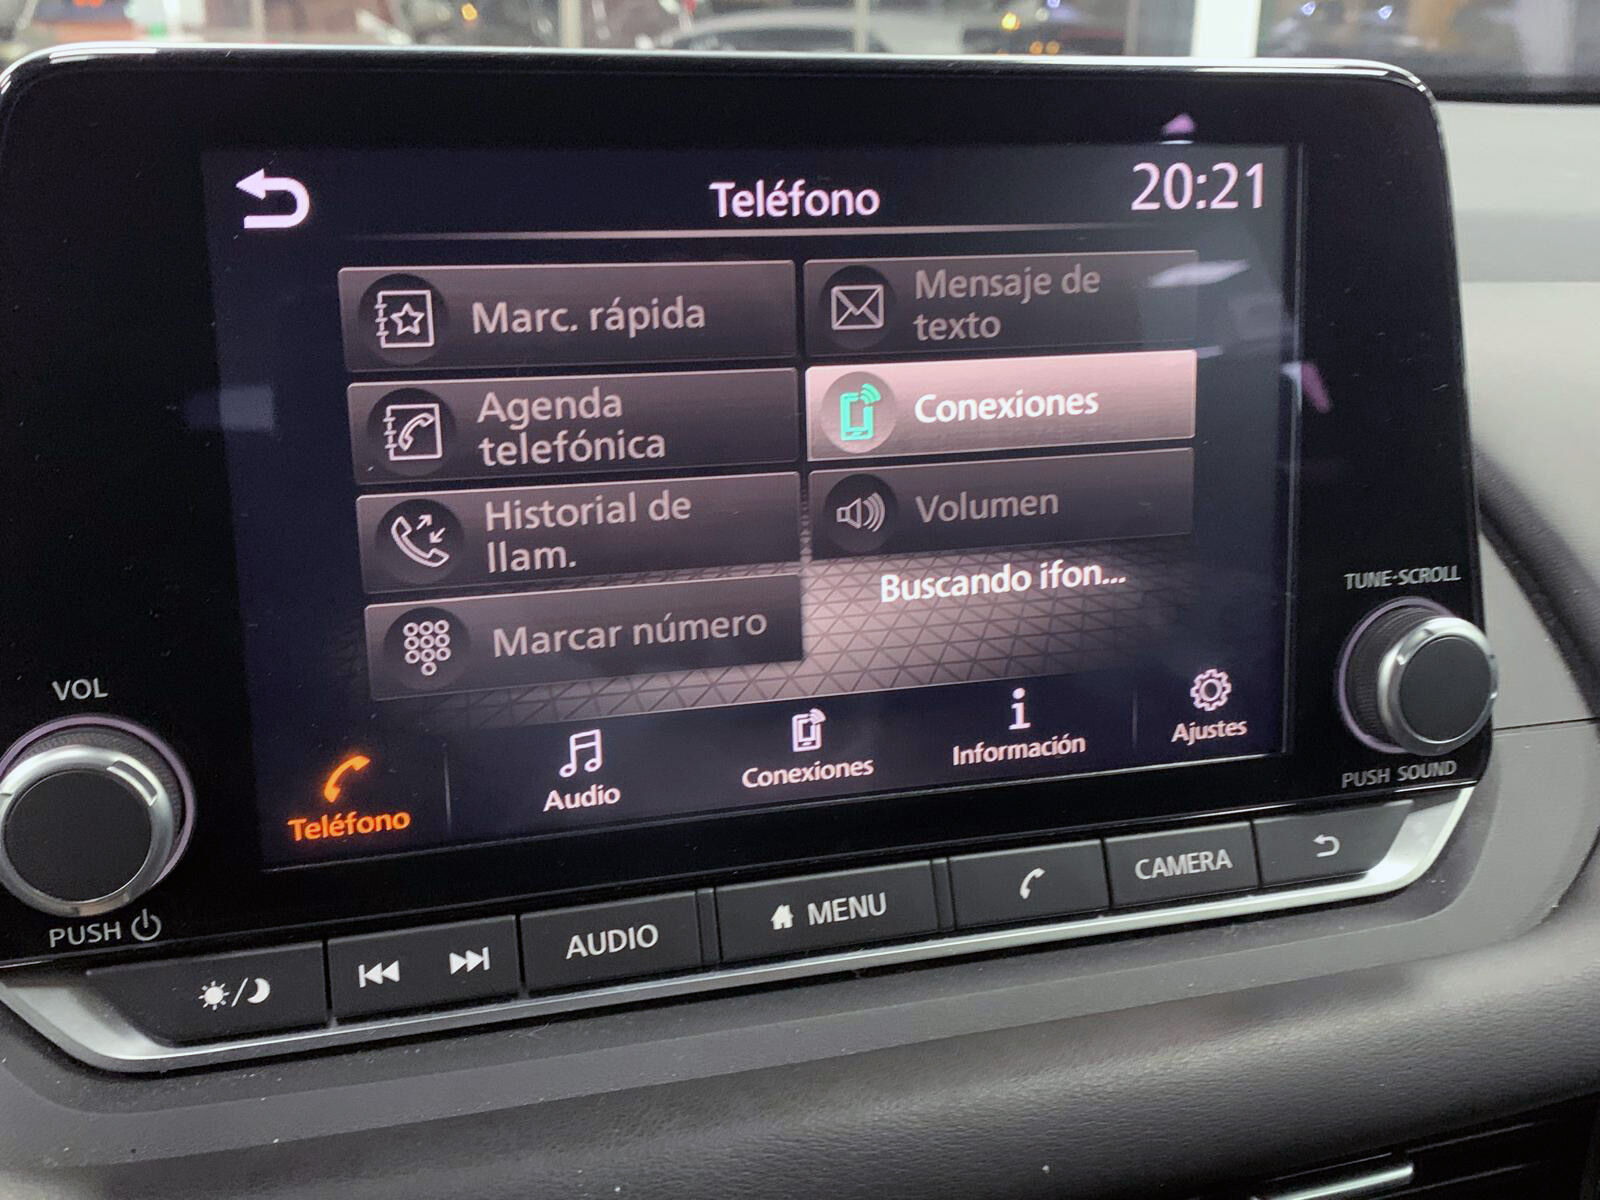 Teléfono
20:21
Marc. rápida
Mensaje de
texto
Agenda
telefónica
Conexiones
Historial de
llam.
Volumen
Marcar número
Buscando ifon...
Teléfono
Audio
Conexiones
Información
Ajustes
VOL
PUSH
TUNE·SCROLL
PUSH SOUND
AUDIO
MENU
CAMERA